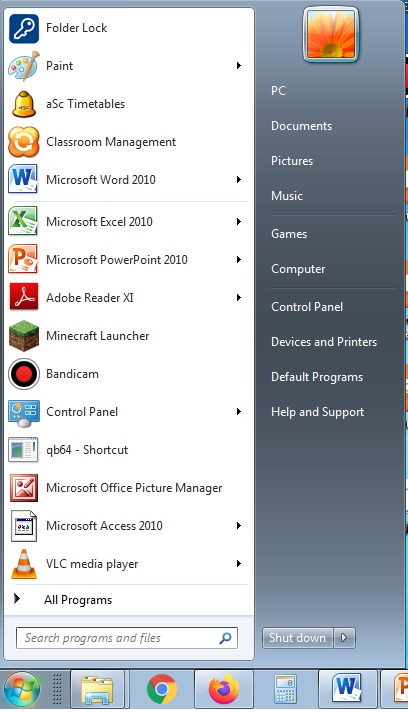 Folder Lock
Paint
aSc Timetables
Classroom Management
Microsoft Word 2010
Microsoft Excel 2010
Microsoft PowerPoint 2010
Adobe Reader XI
Minecraft Launcher
Bandicam
Control Panel
qb64 - Shortcut
Microsoft Office Picture Manager
Microsoft Access 2010
VLC media player
All Programs
Search programs and files
PC
Documents
Pictures
Music
Games
Computer
Control Panel
Devices and Printers
Default Programs
Help and Support
Shut down